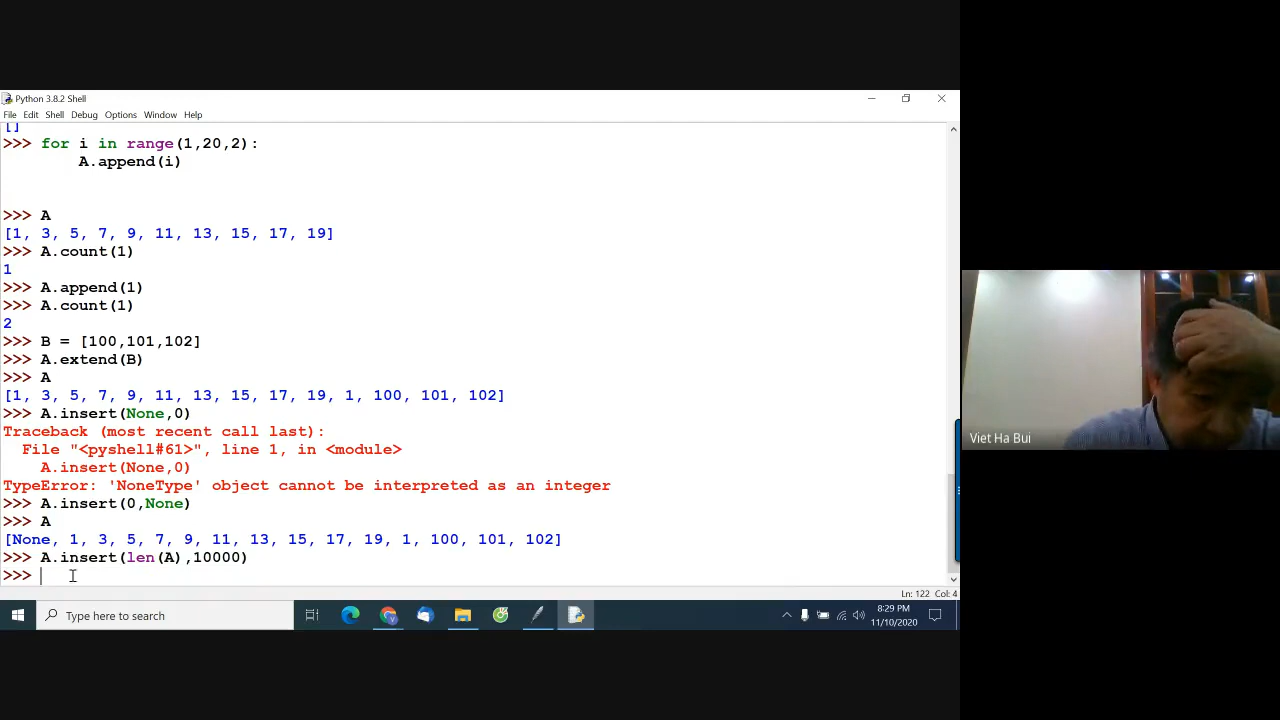 Python 3.8.2 Shell
File Edit Shell Debug Options Window Help
[]
>>> for i in range(1,20,2):
        A.append(i)
>>> A
[1, 3, 5, 7, 9, 11, 13, 15, 17, 19]
>>> A.count(1)
1
>>> A.append(1)
>>> A.count(1)
2
>>> B = [100,101,102]
>>> A.extend(B)
>>> A
[1, 3, 5, 7, 9, 11, 13, 15, 17, 19, 1, 100, 101, 102]
>>> A.insert(None,0)
Traceback (most recent call last):
  File "<pyshell#61>", line 1, in <module>
    A.insert(None,0)
TypeError: 'NoneType' object cannot be interpreted as an integer
>>> A.insert(0,None)
>>> A
[None, 1, 3, 5, 7, 9, 11, 13, 15, 17, 19, 1, 100, 101, 102]
>>> A.insert(len(A),10000)
>>>
Ln: 122 Col: 4
Type here to search
8:29 PM
11/10/2020
Viet Ha Bui